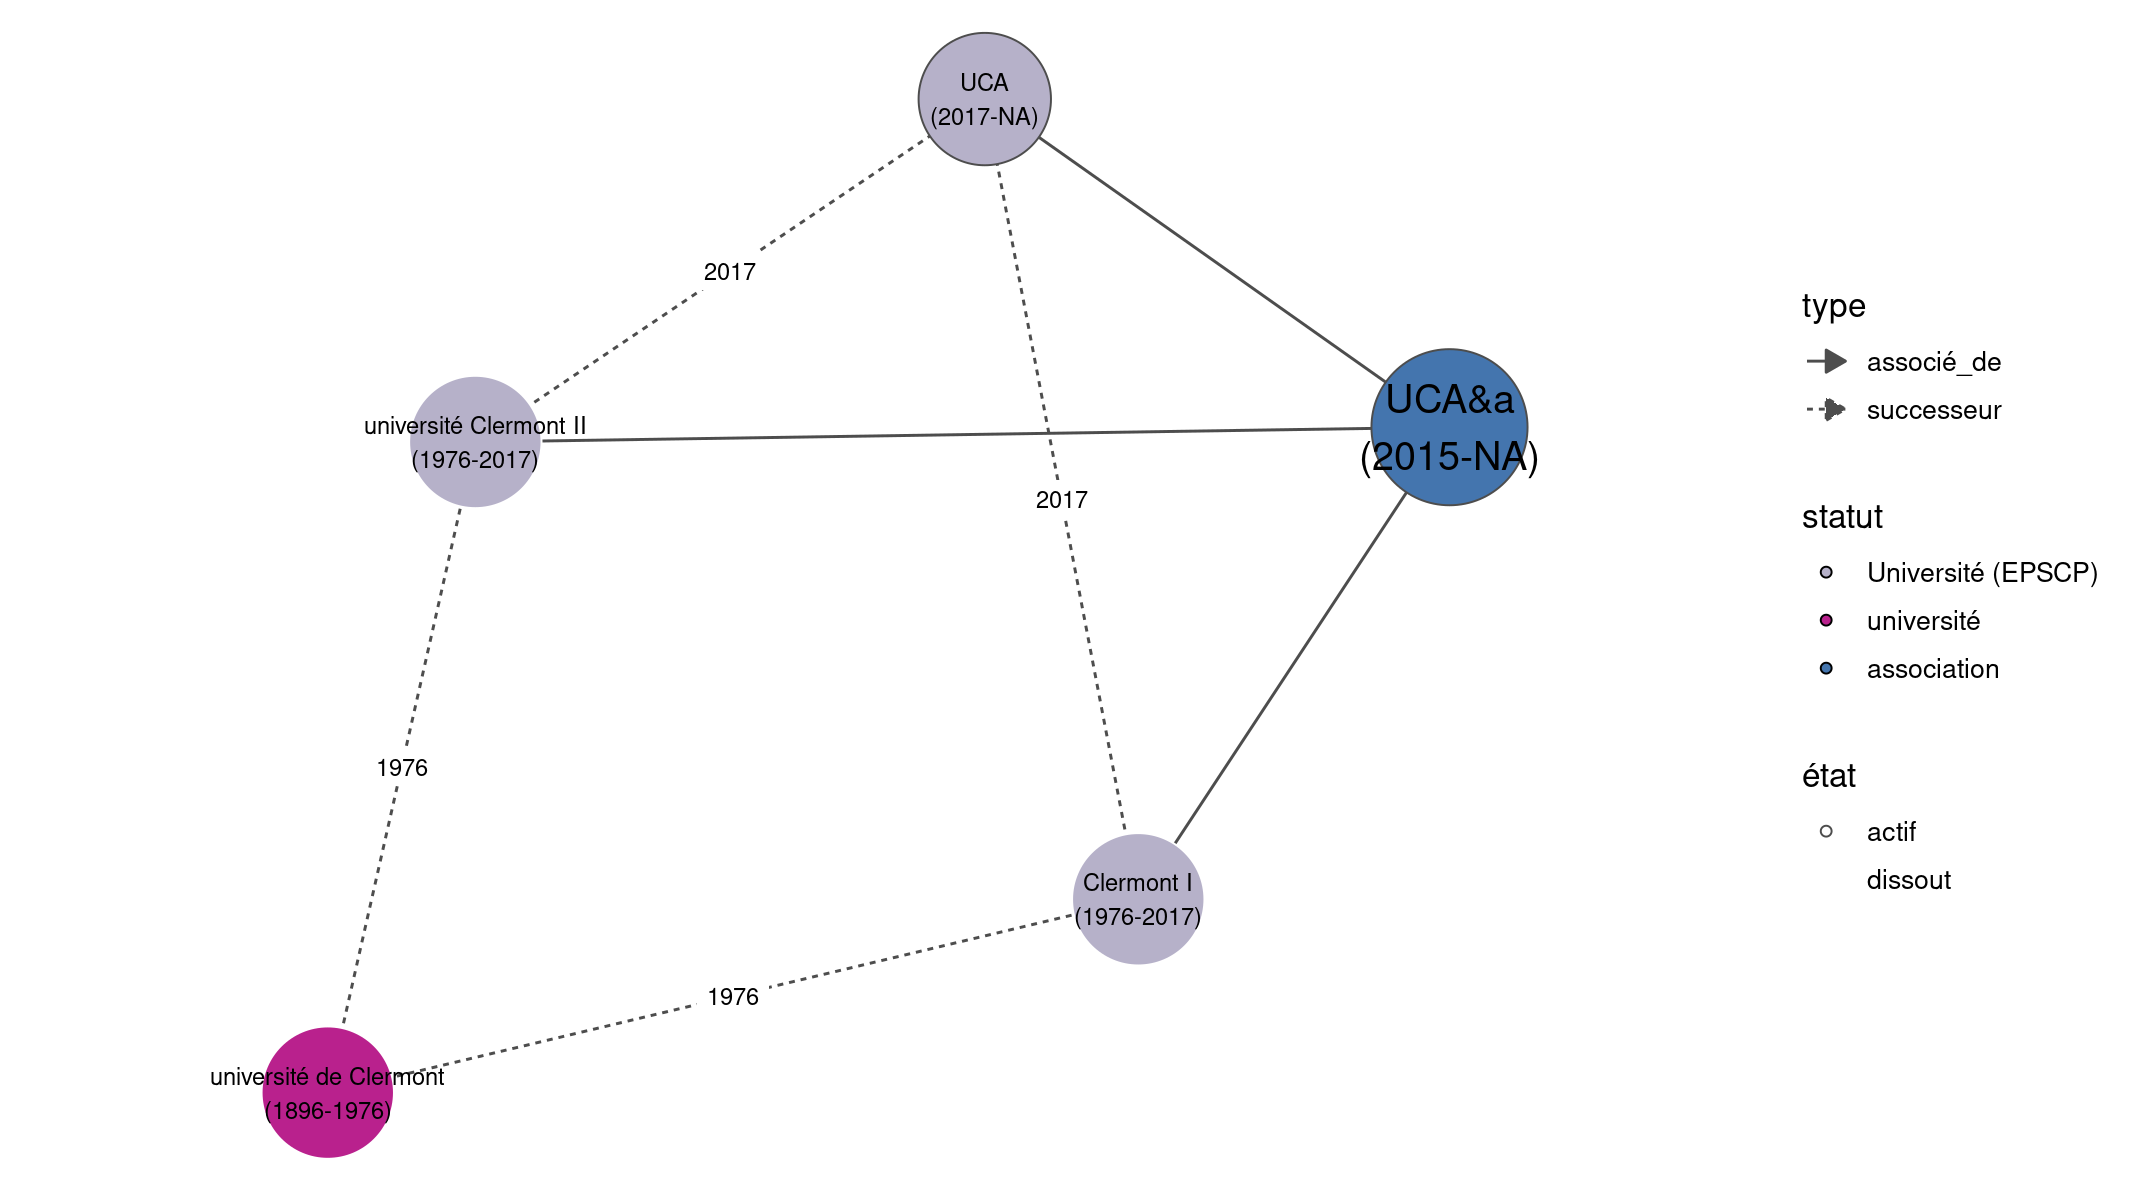 UCA
(2017-NA)
2017
université Clermont II
(1976-2017)
UCA&a
(2015-NA)
2017
1976
Clermont I
(1976-2017)
1976
université de Clermont
(1896-1976)
type
associé_de
successeur
statut
Université (EPSCP)
université
association
état
actif
dissout